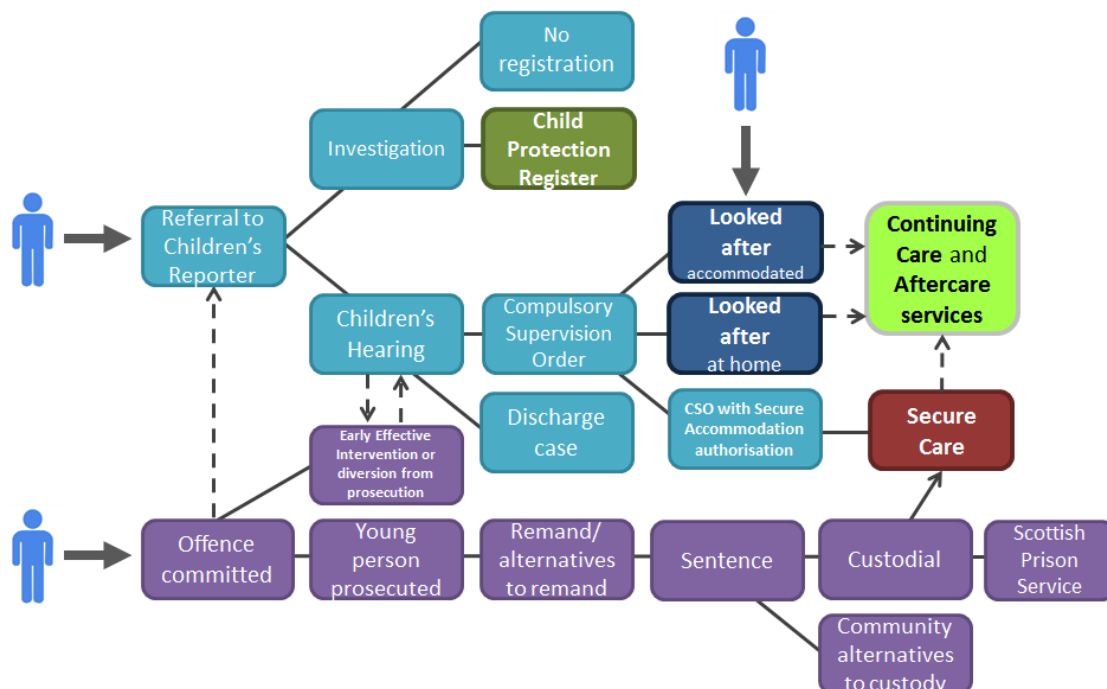 No
registration
Investigation
Child
Protection
Register
Referral to
Children's
Reporter
Looked
after
accommodated
Continuing
Care and
Aftercare
services
Children's
Hearing
Compulsory
Supervision
Order
Looked
after
at home
Discharge
case
CSO with Secure
Accommodation
authorisation
Secure
Care
Early Effective
Intervention or
diversion from
prosecution
Offence
committed
Young
person
prosecuted
Remand/
alternatives
to remand
Sentence
Custodial
Scottish
Prison
Service
Community
alternatives
to custody